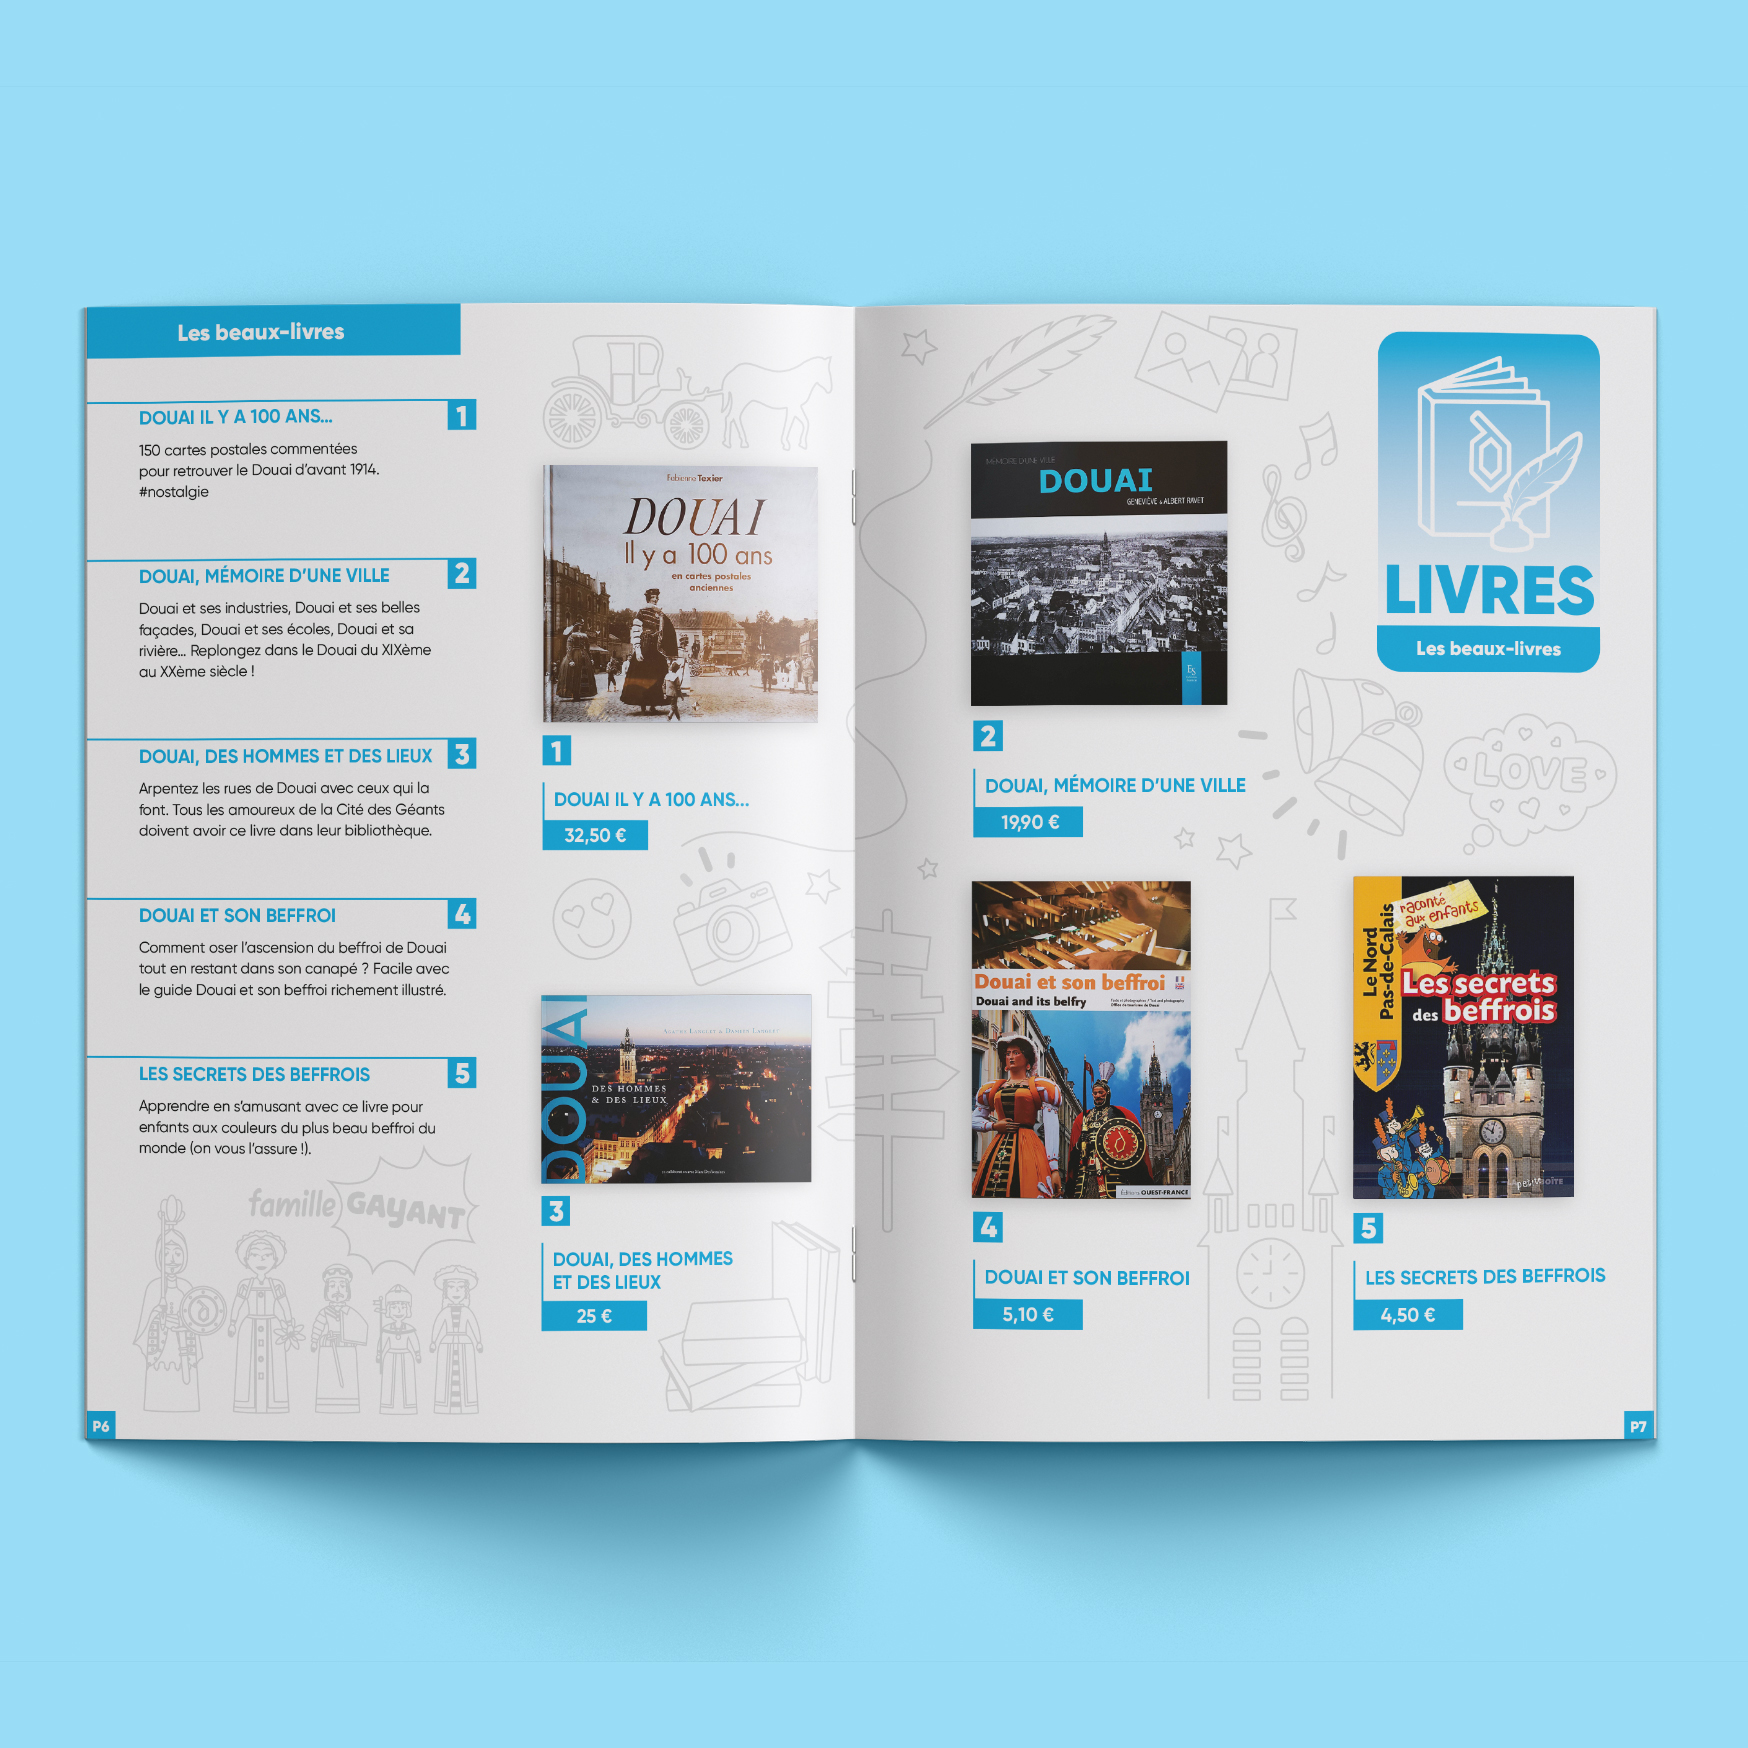 Les beaux-livres
DOUAI IL Y A 100 ANS...
1
150 cartes postales commentées
pour retrouver le Douai d'avant 1914.
#nostalgie
DOUAI, MÉMOIRE D'UNE VILLE
2
Douai et ses industries, Douai et ses belles
façades, Douai et ses écoles, Douai et sa
rivière... Replongez dans le Douai du XIXème
au XXème siècle !
DOUAI, DES HOMMES ET DES LIEUX
3
Arpentez les rues de Douai avec ceux qui la
font. Tous les amoureux de la Cité des Géants
doivent avoir ce livre dans leur bibliothèque.
DOUAI ET SON BEFFROI
4
Comment oser l'ascension du beffroi de Douai
tout en restant dans son canapé ? Facile avec
le guide Douai et son beffroi richement illustré.
LES SECRETS DES BEFFROIS
5
Apprendre en s'amusant avec ce livre pour
enfants aux couleurs du plus beau beffroi du
monde (on vous l'assure !).
famille GAYANT
P6
Fabienne Texier
DOUAI
Il y a 100 ans
en cartes postales
anciennes
1
DOUAI IL Y A 100 ANS...
32,50 €
DOUAI
DES HOMMES
& DES LIEUX
3
DOUAI, DES HOMMES
ET DES LIEUX
25 €
MÉMOIRE D'UNE VILLE
DOUAI
GENEVIÈVE & ALBERT RAVET
2
DOUAI, MÉMOIRE D'UNE VILLE
19,90 €
LIVRES
Les beaux-livres
LOVE
Douai et son beffroi
Douai and its belfry
Éditions OUEST-FRANCE
4
DOUAI ET SON BEFFROI
5,10 €
Le Nord
Pas-de-Calais
raconté
aux enfants
Les secrets
des beffrois
petit BOÎTE
5
LES SECRETS DES BEFFROIS
4,50 €
P7